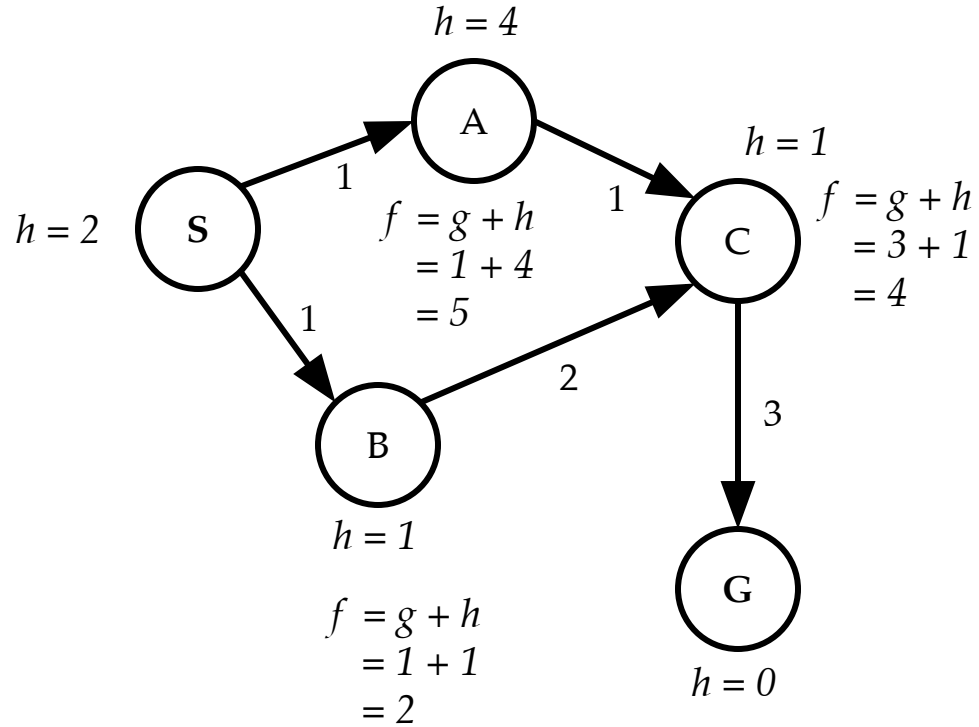 h = 4
A
1
h = 2
S
f = g + h
= 1 + 4
= 5
1
h = 1
C
f = g + h
= 3 + 1
= 4
1
B
2
h = 1
f = g + h
= 1 + 1
= 2
3
G
h = 0